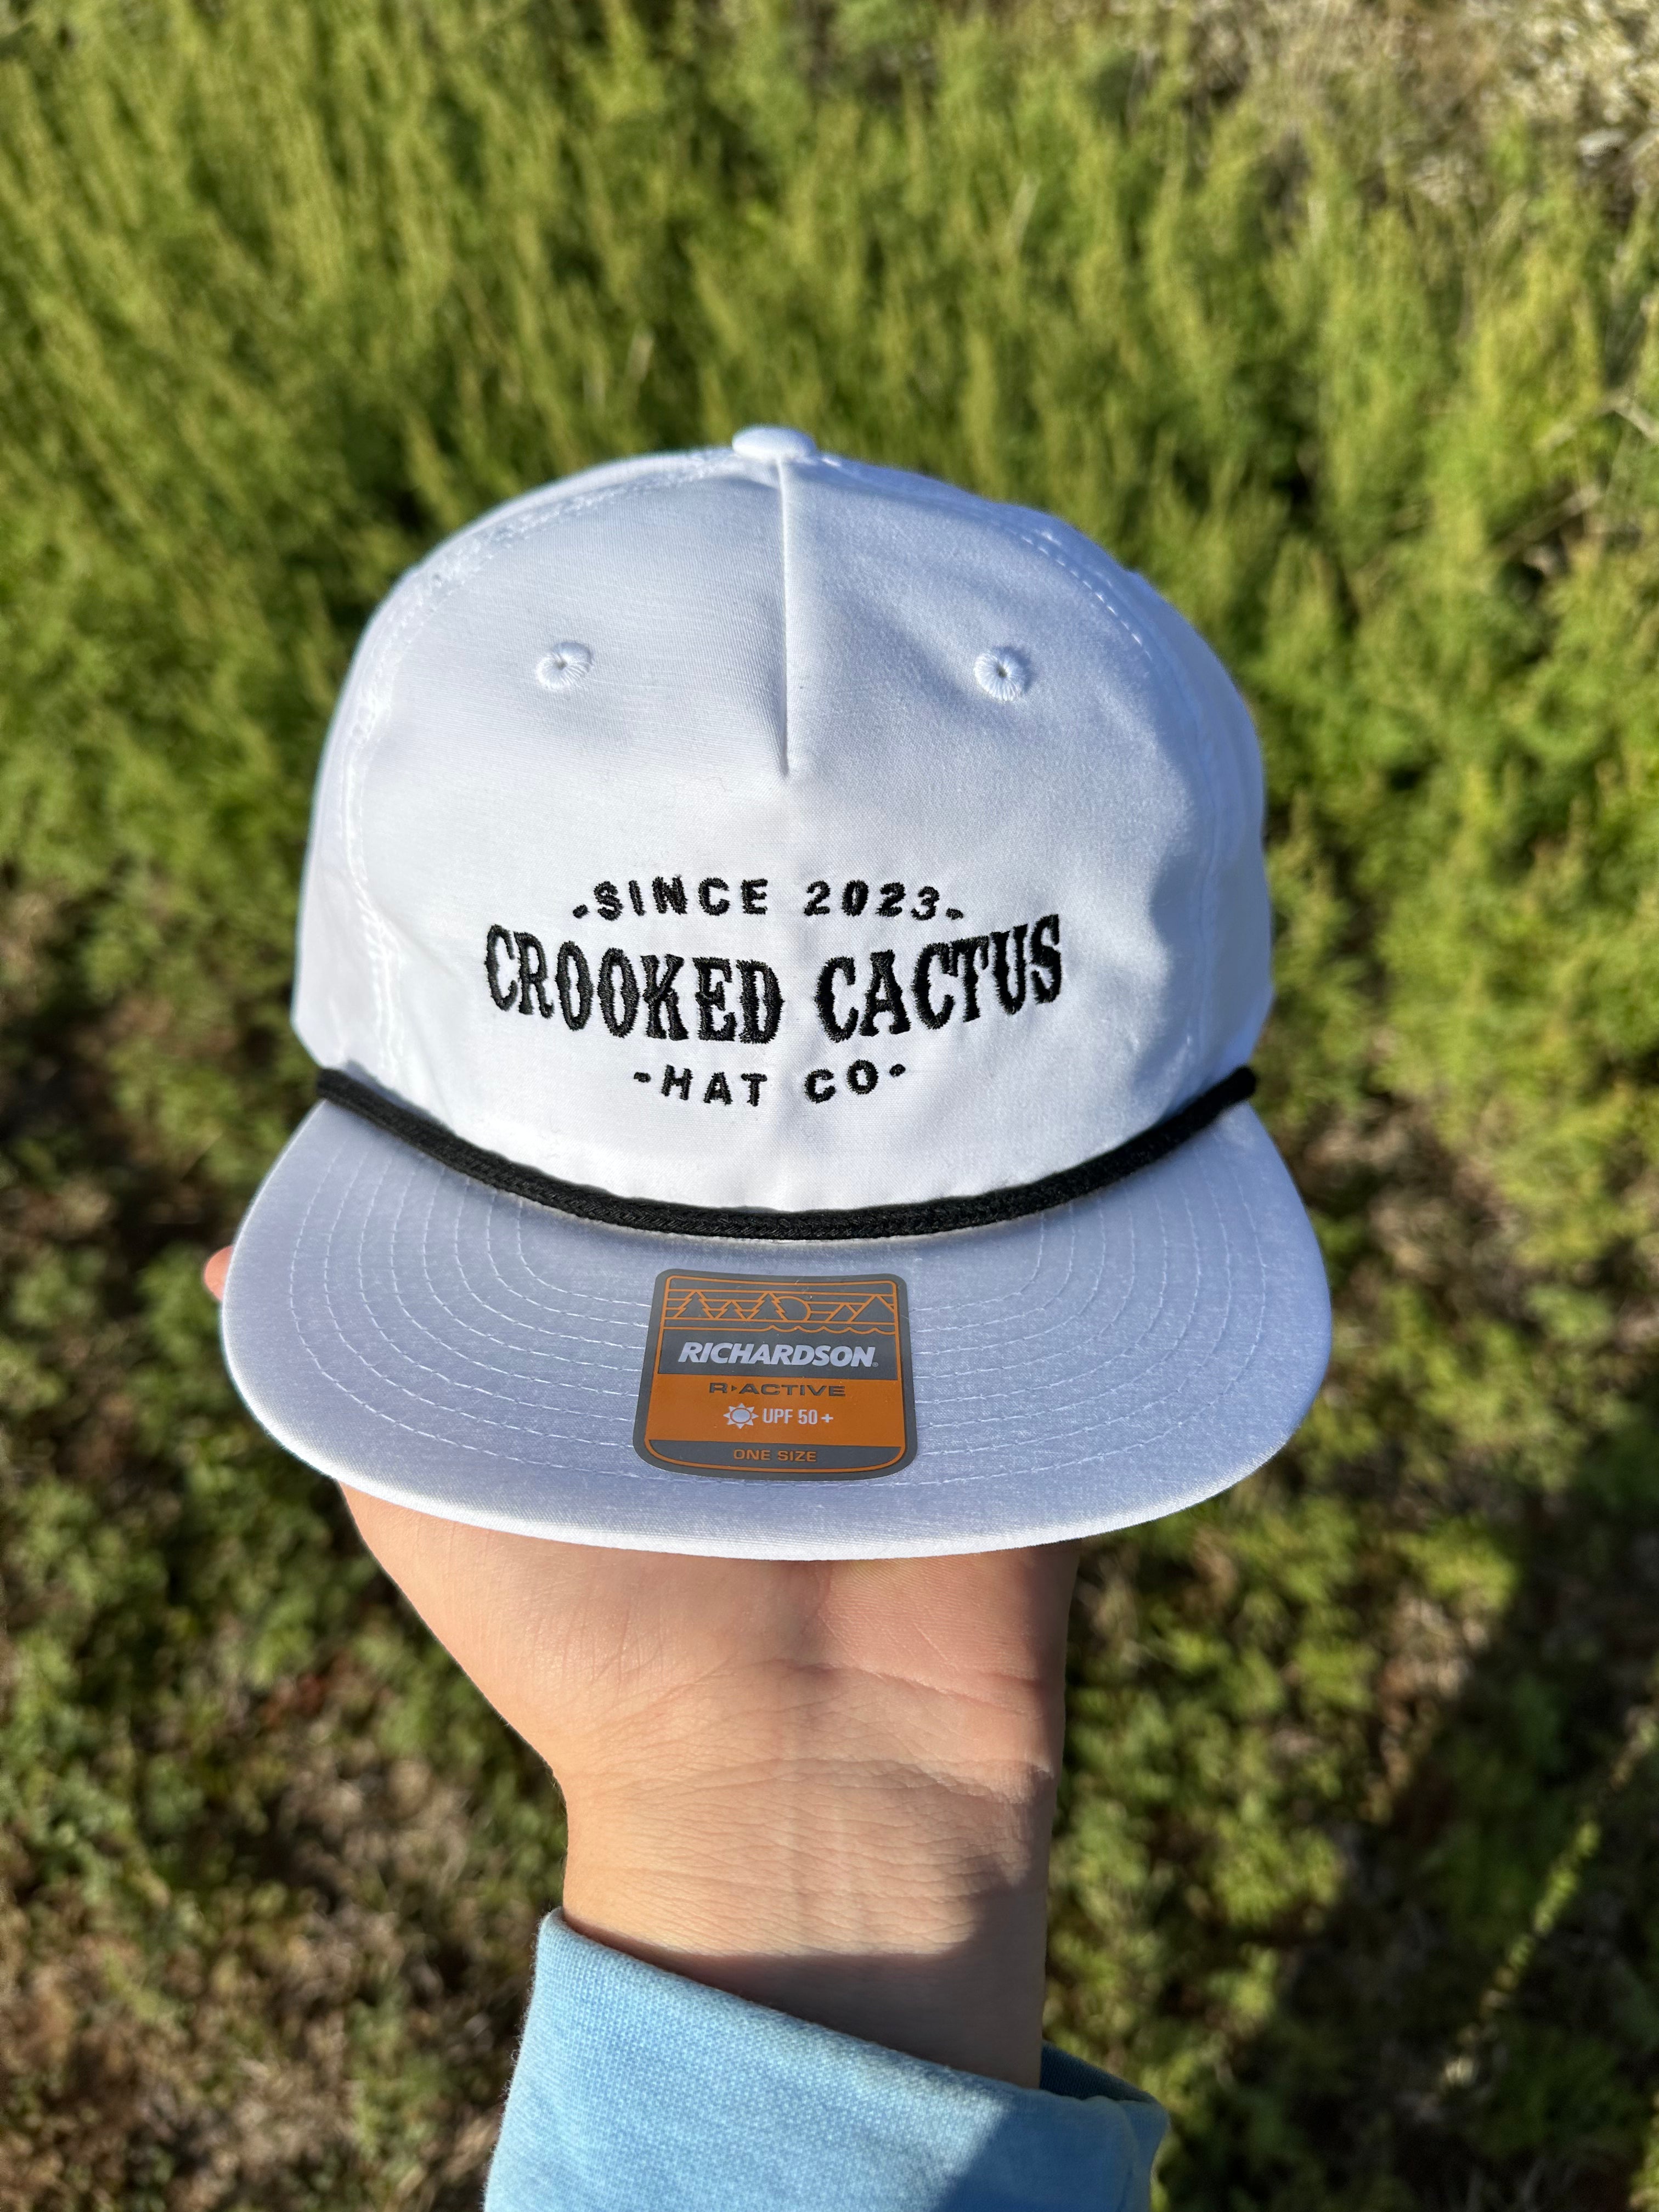 -SINCE 2023-
CROOKED CACTUS
-HAT CO-
RICHARDSON
R▸ACTIVE
UPF 50+
ONE SIZE